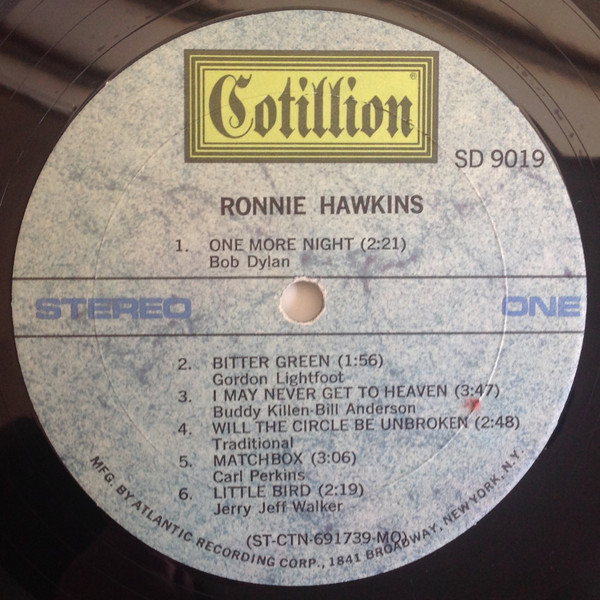 Cotillion®
SD 9019
RONNIE HAWKINS
1. ONE MORE NIGHT (2:21)
Bob Dylan
STEREO ONE
2. BITTER GREEN (1:56)
Gordon Lightfoot
3. I MAY NEVER GET TO HEAVEN (3:47)
Buddy Killen-Bill Anderson
4. WILL THE CIRCLE BE UNBROKEN (2:48)
Traditional
5. MATCHBOX (3:06)
Carl Perkins
6. LITTLE BIRD (2:19)
Jerry Jeff Walker
(ST-CTN-691739-MO)
MFG. BY ATLANTIC RECORDING CORP., 1841 BROADWAY, NEW YORK, N.Y.